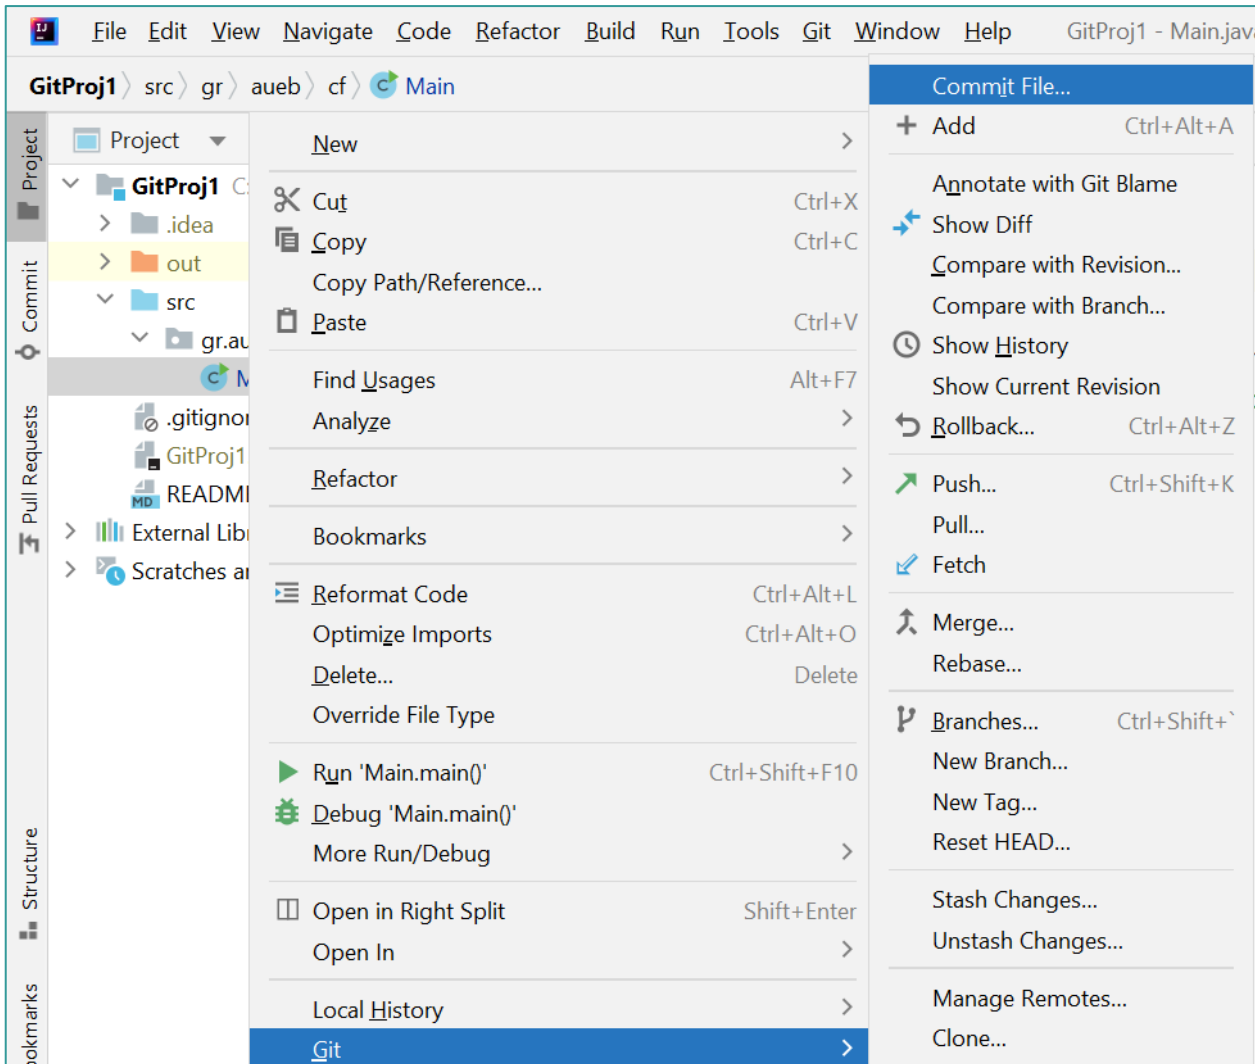 File Edit View Navigate Code Refactor Build Run Tools Git Window Help GitProj1 - Main.java
GitProj1 src gr aueb cf Main
Project
Commit
Pull Requests
Structure
Project
GitProj1 C:
.idea
out
src
gr.au
M
.gitignor
GitProj1
README
External Lib
Scratches a
New
Cut Ctrl+X
Copy Ctrl+C
Copy Path/Reference...
Paste Ctrl+V
Find Usages Alt+F7
Analyze
Refactor
Bookmarks
Reformat Code Ctrl+Alt+L
Optimize Imports Ctrl+Alt+O
Delete... Delete
Override File Type
Run 'Main.main()' Ctrl+Shift+F10
Debug 'Main.main()'
More Run/Debug
Open in Right Split Shift+Enter
Open In
Local History
Git
Commit File...
Add Ctrl+Alt+A
Annotate with Git Blame
Show Diff
Compare with Revision...
Compare with Branch...
Show History
Show Current Revision
Rollback... Ctrl+Alt+Z
Push... Ctrl+Shift+K
Pull...
Fetch
Merge...
Rebase...
Branches... Ctrl+Shift+`
New Branch...
New Tag...
Reset HEAD...
Stash Changes...
Unstash Changes...
Manage Remotes...
Clone...